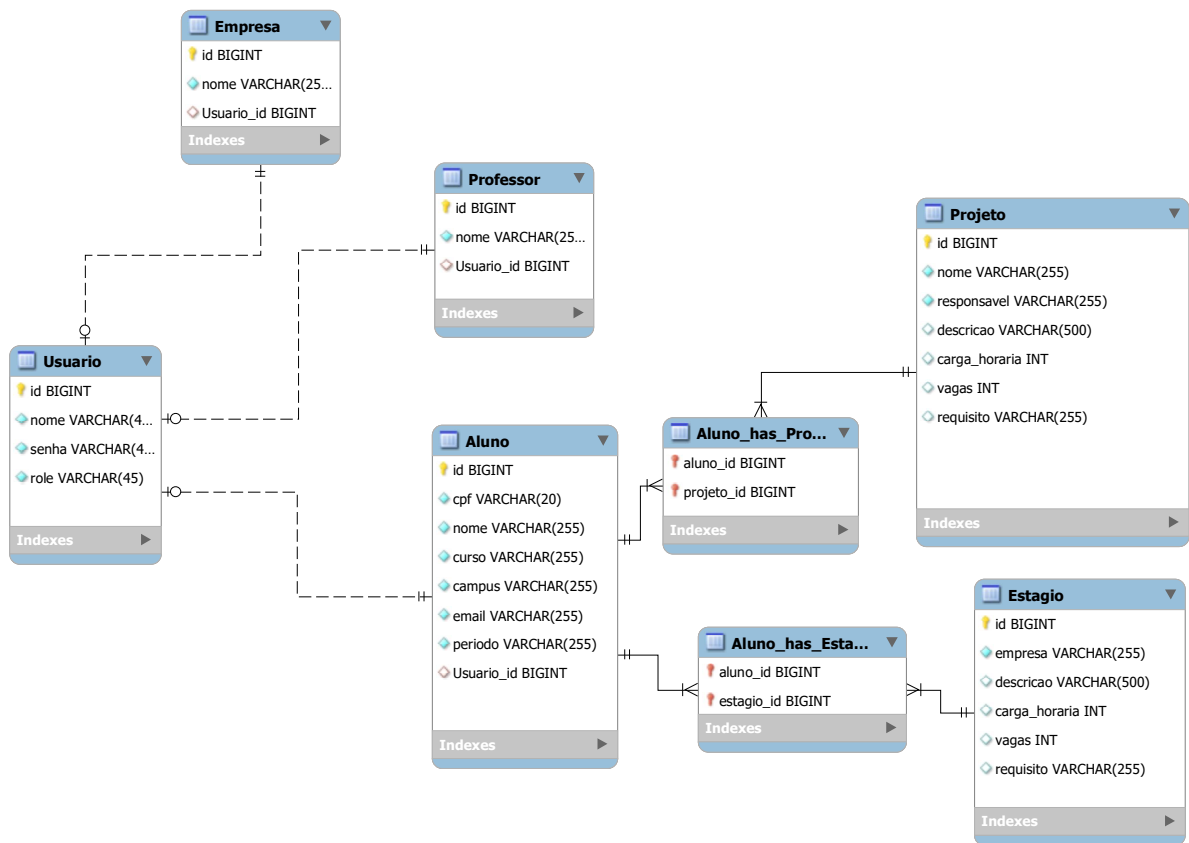 Empresa
id BIGINT
nome VARCHAR(25...
Usuario_id BIGINT
Indexes
Professor
id BIGINT
nome VARCHAR(25...
Usuario_id BIGINT
Indexes
Projeto
id BIGINT
nome VARCHAR(255)
responsavel VARCHAR(255)
descricao VARCHAR(500)
carga_horaria INT
vagas INT
requisito VARCHAR(255)
Indexes
Usuario
id BIGINT
nome VARCHAR(4...
senha VARCHAR(4...
role VARCHAR(45)
Indexes
Aluno
id BIGINT
cpf VARCHAR(20)
nome VARCHAR(255)
curso VARCHAR(255)
campus VARCHAR(255)
email VARCHAR(255)
periodo VARCHAR(255)
Usuario_id BIGINT
Indexes
Aluno_has_Pro...
aluno_id BIGINT
projeto_id BIGINT
Indexes
Aluno_has_Esta...
aluno_id BIGINT
estagio_id BIGINT
Indexes
Estagio
id BIGINT
empresa VARCHAR(255)
descricao VARCHAR(500)
carga_horaria INT
vagas INT
requisito VARCHAR(255)
Indexes